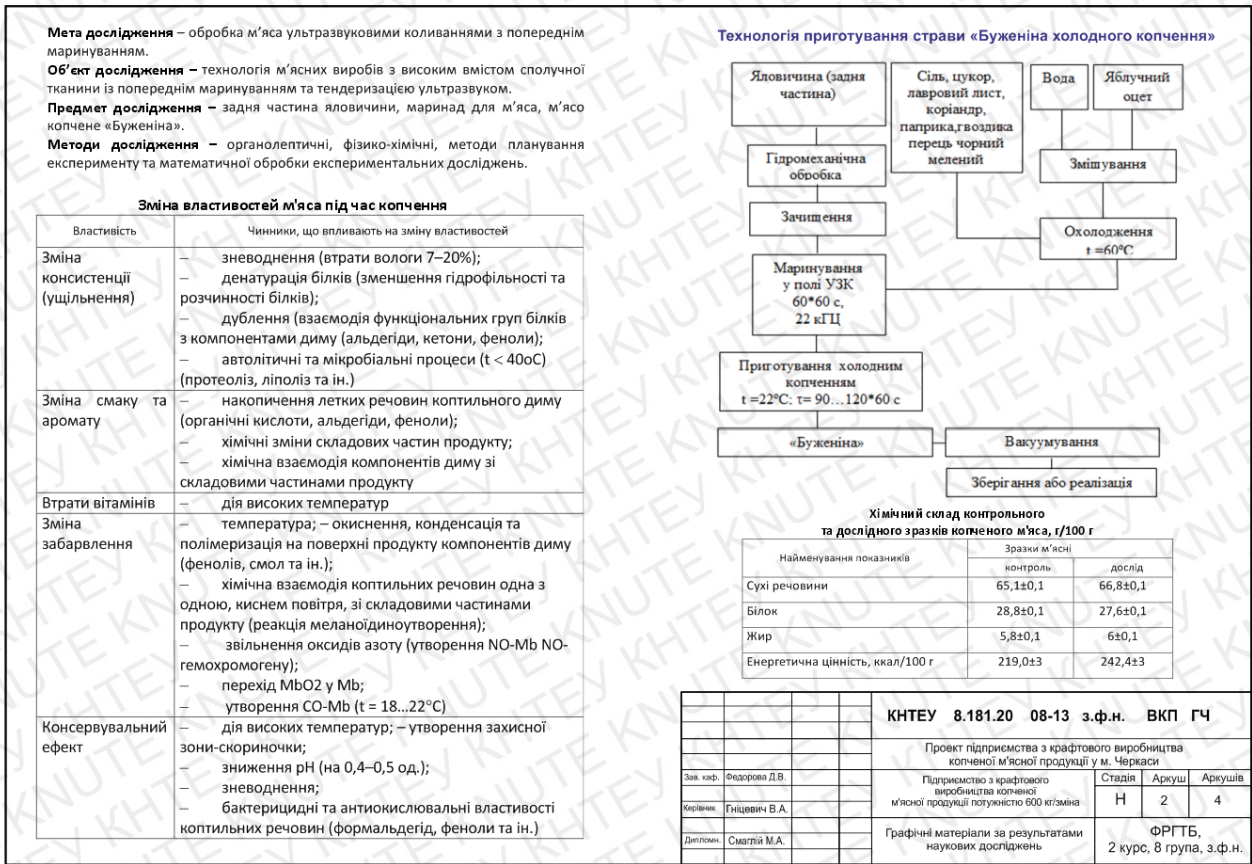 Мета дослідження – обробка м'яса ультразвуковими коливаннями з попереднім
маринуванням.
Об'єкт дослідження – технологія м'ясних виробів з високим вмістом сполучної
тканини із попереднім маринуванням та тендеризацією ультразвуком.
Предмет дослідження – задня частина яловичини, маринад для м'яса, м'ясо
копчене «Буженіна».
Методи дослідження – органолептичні, фізико-хімічні, методи планування
експерименту та математичної обробки експериментальних досліджень.
Зміна властивостей м'яса під час копчення
Властивість
Чинники, що впливають на зміну властивостей
Зміна
консистенції
(ущільнення)
– зневоднення (втрати вологи 7–20%);
– денатурація білків (зменшення гідрофільності та
розчинності білків);
– дублення (взаємодія функціональних груп білків
з компонентами диму (альдегіди, кетони, феноли);
– автолітичні та мікробіальні процеси (t < 40oC)
(протеоліз, ліполіз та ін.)
Зміна смаку та
аромату
– накопичення летких речовин коптильного диму
(органічні кислоти, альдегіди, феноли);
– хімічні зміни складових частин продукту;
– хімічна взаємодія компонентів диму зі
складовими частинами продукту
Втрати вітамінів
– дія високих температур
Зміна
забарвлення
– температура; – окиснення, конденсація та
полімеризація на поверхні продукту компонентів диму
(фенолів, смол та ін.);
– хімічна взаємодія коптильних речовин одна з
одною, киснем повітря, зі складовими частинами
продукту (реакція меланоїдиноутворення);
– звільнення оксидів азоту (утворення NO-Mb NO-
гемохромогену);
– перехід MbO2 у Mb;
– утворення CO-Mb (t = 18...22°C)
Консервувальний
ефект
– дія високих температур; – утворення захисної
зони-скориночки;
– зниження pH (на 0,4–0,5 од.);
– зневоднення;
– бактерицидні та антиокислювальні властивості
коптильних речовин (формальдегід, феноли та ін.)
Технологія приготування страви «Буженіна холодного копчення»
Яловичина (задня
частина)
Сіль, цукор,
лавровий лист,
коріандр,
паприка,гвоздика
перець чорний
мелений
Вода
Яблучний
оцет
Гідромеханічна
обробка
Змішування
Зачищення
Охолодження
t =60°C
Маринування
у полі УЗК
60*60 с,
22 кГЦ
Приготування холодним
копченням
t =22°C; τ= 90…120*60 с
«Буженіна»
Вакуумування
Зберігання або реалізація
Хімічний склад контрольного
та дослідного зразків копченого м'яса, г/100 г
Найменування показників
Зразки м'ясні
контроль дослід
Сухі речовини 65,1±0,1 66,8±0,1
Білок 28,8±0,1 27,6±0,1
Жир 5,8±0,1 6±0,1
Енергетична цінність, ккал/100 г 219,0±3 242,4±3
КНТЕУ 8.181.20 08-13 з.ф.н. ВКП ГЧ
Проект підприємства з крафтового виробництва
копченої м'ясної продукції у м. Черкаси
Зав. каф. Федорова Д.В.
Керівник Гніцевич В.А.
Дипломн. Смаглій М.А.
Підприємство з крафтового
виробництва копченої
м'ясної продукції потужністю 600 кг/зміна
Стадія Аркуш Аркушів
Н 2 4
Графічні матеріали за результатами
наукових досліджень
ФРГТБ,
2 курс, 8 група, з.ф.н.